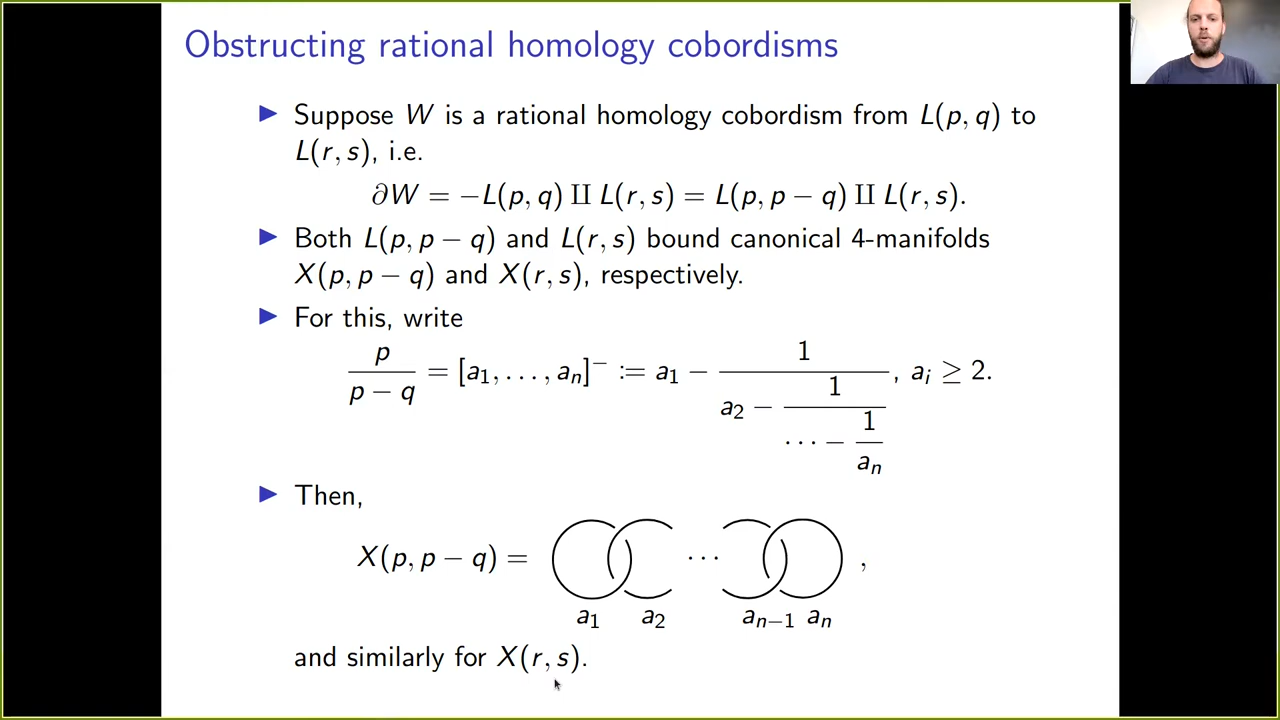 Obstructing rational homology cobordisms
▶ Suppose W is a rational homology cobordism from L(p, q) to
L(r, s), i.e.
∂W = −L(p, q) ∐ L(r, s) = L(p, p − q) ∐ L(r, s).
▶ Both L(p, p − q) and L(r, s) bound canonical 4-manifolds
X(p, p − q) and X(r, s), respectively.
▶ For this, write
p/(p − q) = [a₁, . . . , aₙ]⁻ := a₁ − 1/(a₂ − 1/(· · · − 1/aₙ)), aᵢ ≥ 2.
▶ Then,
X(p, p − q) = · · · ,
a₁ a₂ aₙ₋₁ aₙ
and similarly for X(r, s).